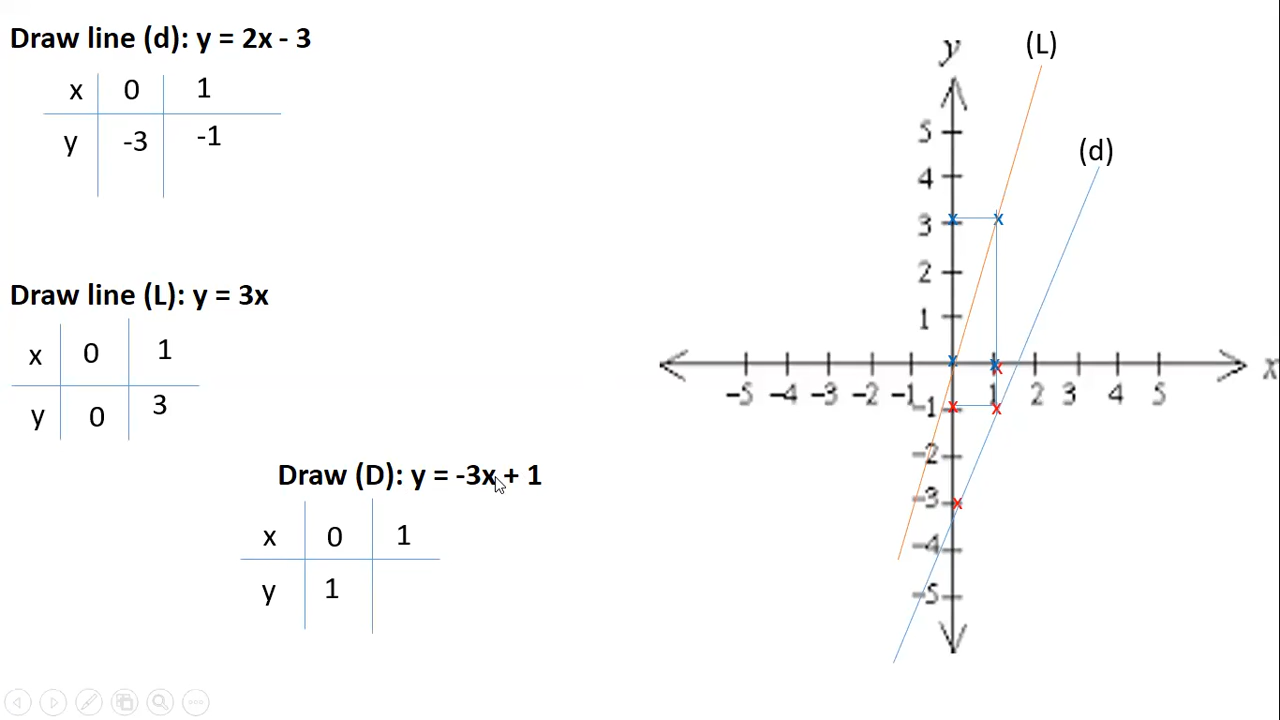 Draw line (d): y = 2x - 3
x 0 1
y -3 -1
Draw line (L): y = 3x
x 0 1
y 0 3
Draw (D): y = -3x + 1
x 0 1
y 1
y
(L)
(d)
5
4
3
2
1
x
-5 -4 -3 -2 -1 1 2 3 4 5
-1
-2
-3
-4
-5